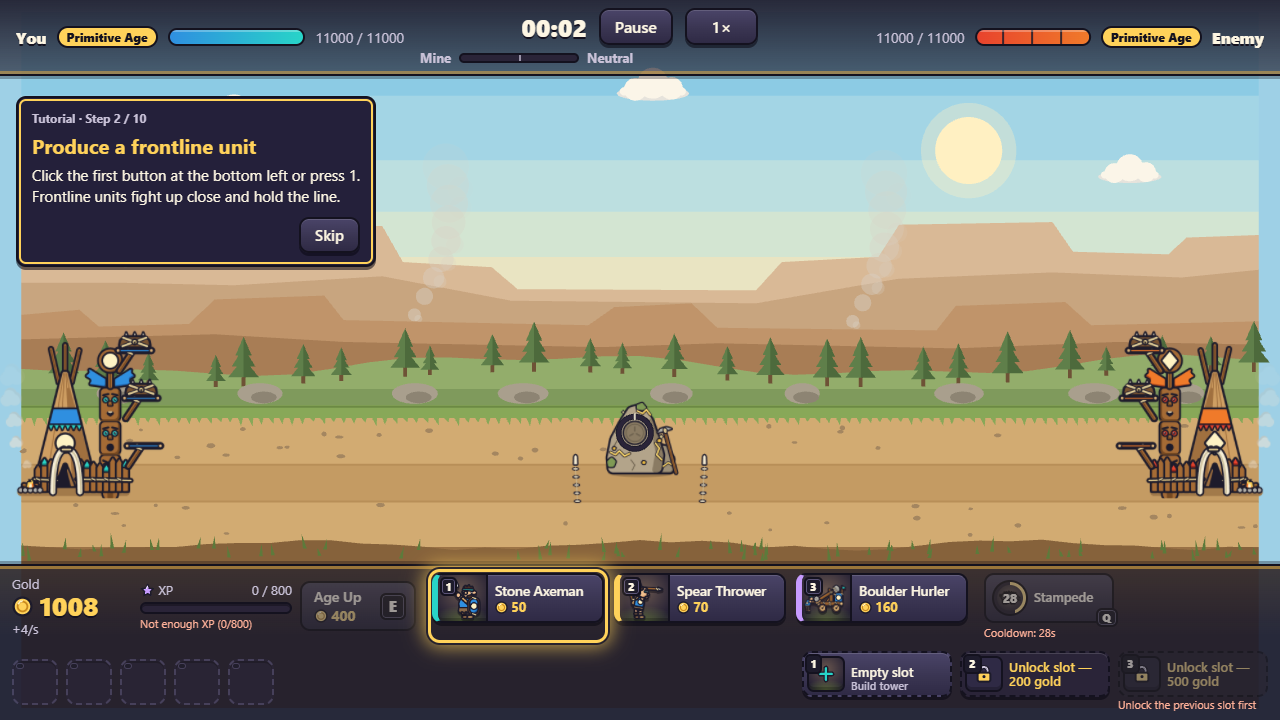 You
Primitive Age
11000 / 11000
00:02
Pause
1×
Mine
Neutral
11000 / 11000
Primitive Age
Enemy
Tutorial · Step 2 / 10
Produce a frontline unit
Click the first button at the bottom left or press 1.
Frontline units fight up close and hold the line.
Skip
Gold
1008
+4/s
XP
0 / 800
Not enough XP (0/800)
Age Up
400
E
1
Stone Axeman
50
2
Spear Thrower
70
3
Boulder Hurler
160
28
Stampede
Q
Cooldown: 28s
1
Empty slot
Build tower
2
Unlock slot —
200 gold
3
Unlock slot —
500 gold
Unlock the previous slot first